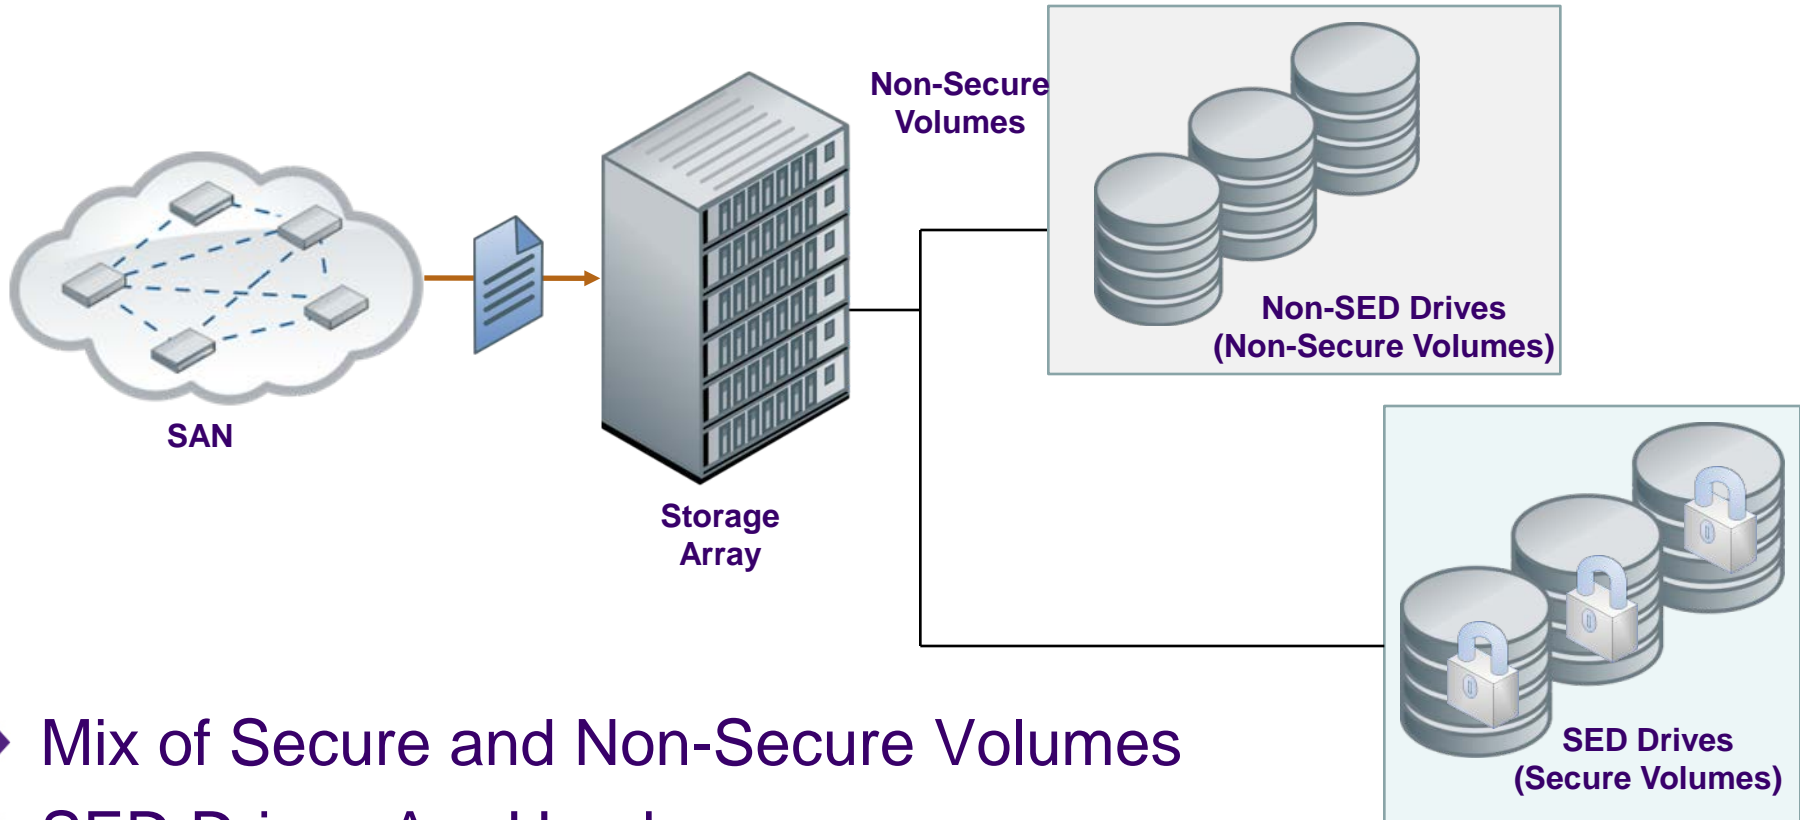 Non-Secure
Volumes
Non-SED Drives
(Non-Secure Volumes)
SAN
Storage
Array
SED Drives
(Secure Volumes)
Mix of Secure and Non-Secure Volumes